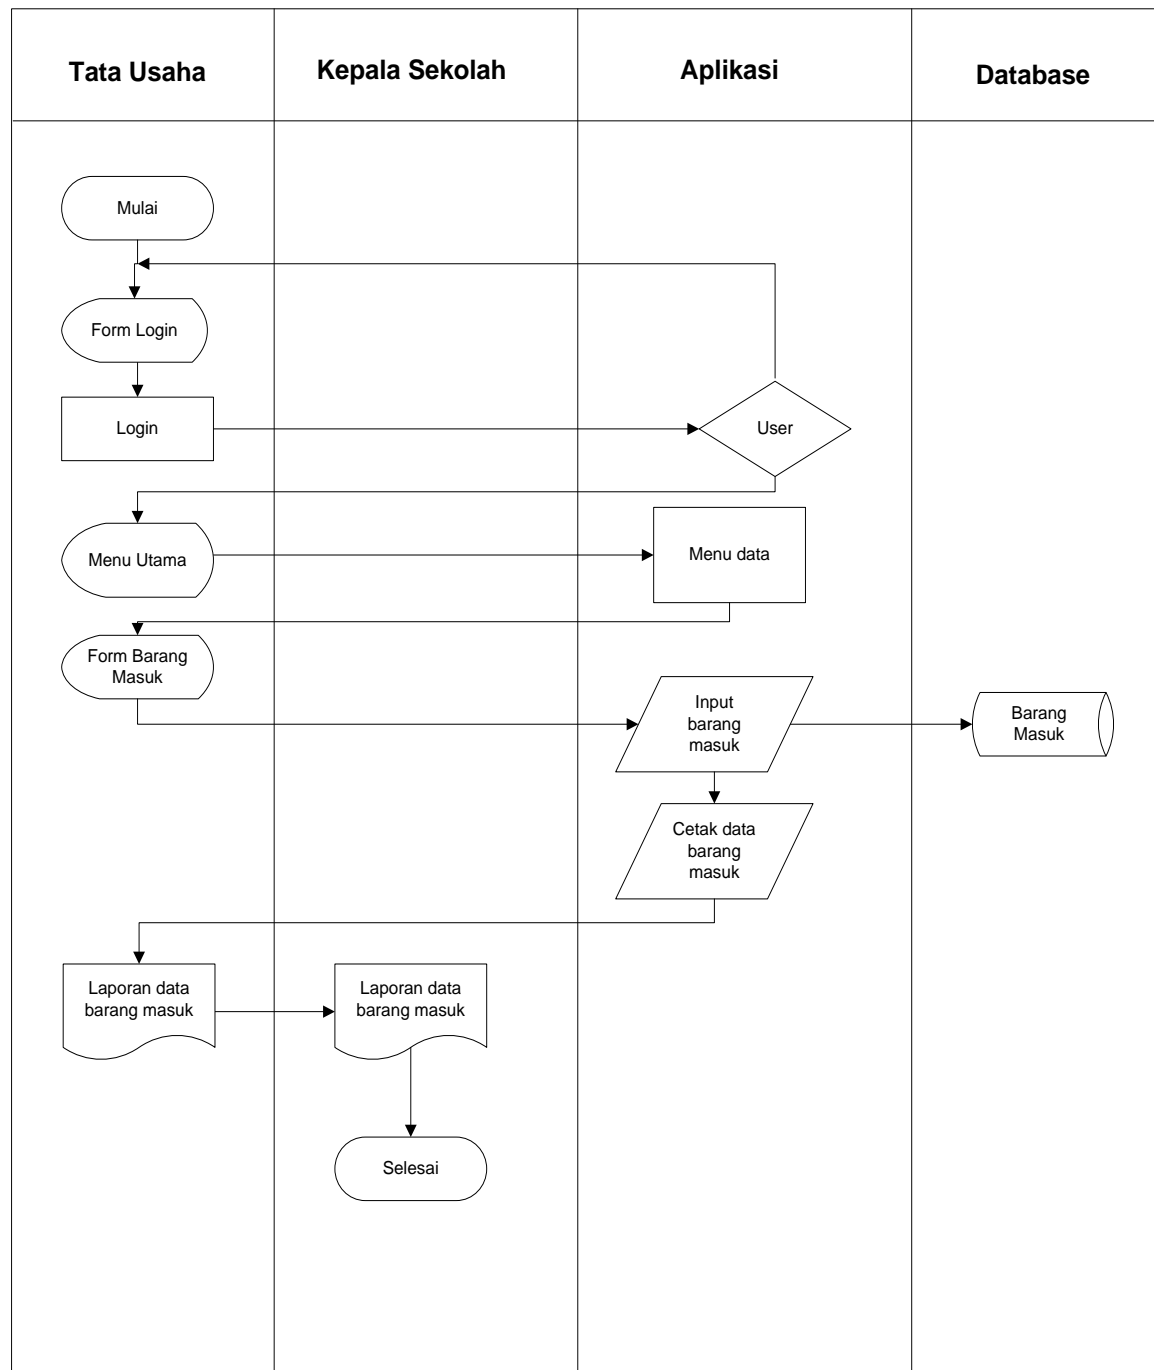 Tata Usaha
Kepala Sekolah
Aplikasi
Database
Mulai
Form Login
Login
User
Menu Utama
Menu data
Form Barang
Masuk
Input
barang
masuk
Barang
Masuk
Cetak data
barang
masuk
Laporan data
barang masuk
Laporan data
barang masuk
Selesai